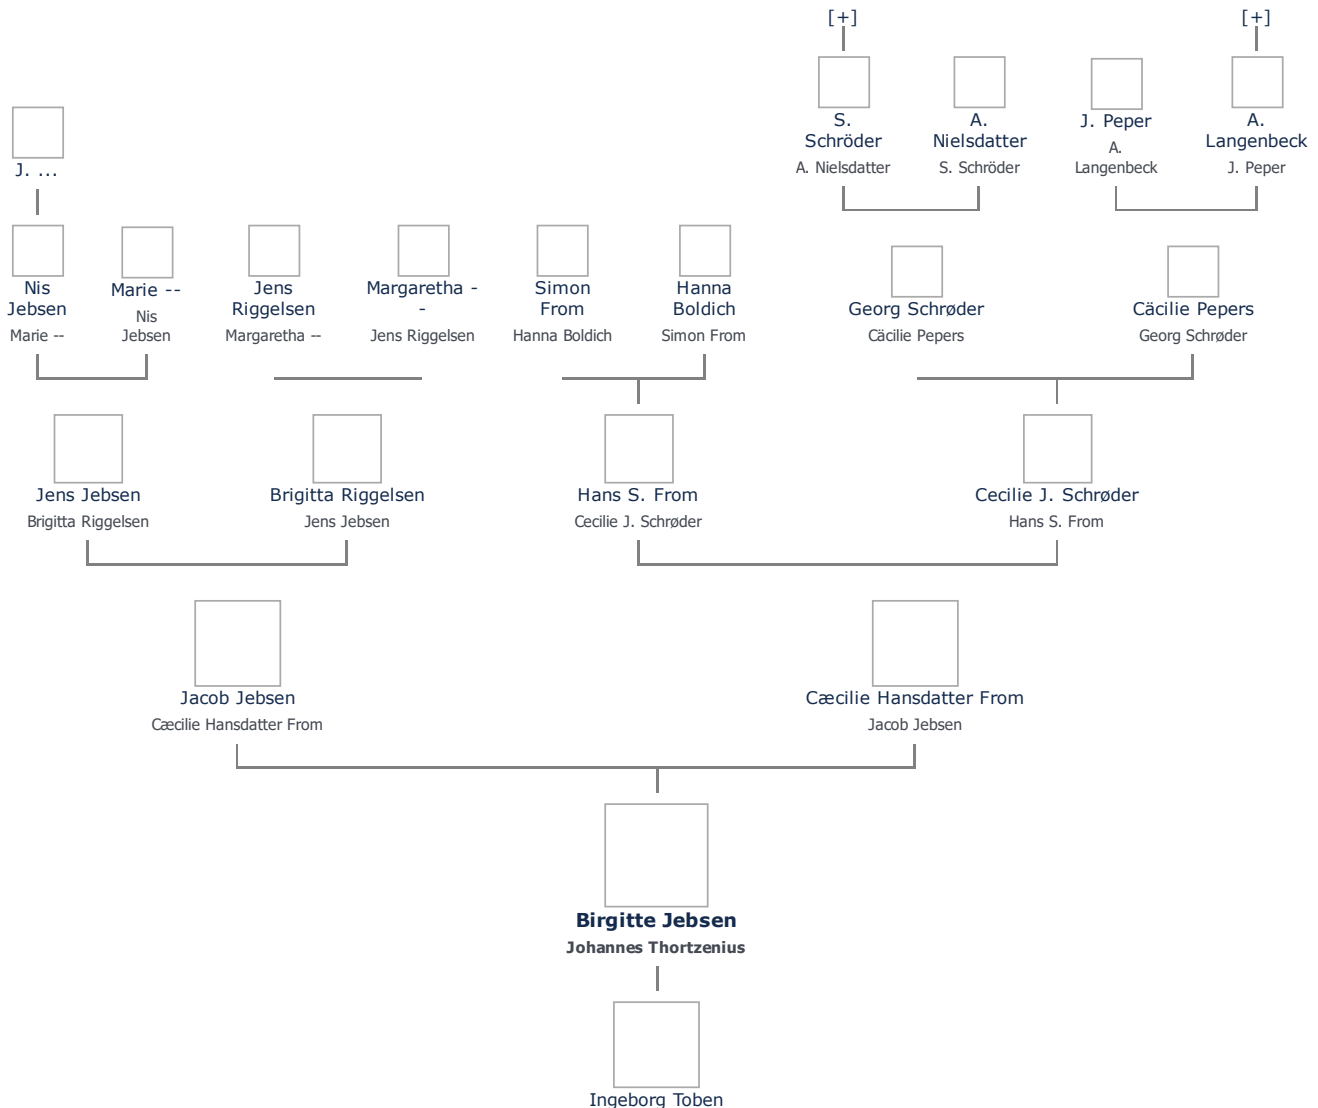 [+]
[+]
S.
Schröder
A. Nielsdatter
A.
Nielsdatter
S. Schröder
J. Peper
A.
Langenbeck
A.
Langenbeck
J. Peper
J. ...
Nis
Jebsen
Marie --
Marie --
Nis
Jebsen
Jens
Riggelsen
Margaretha --
Margaretha -
-
Jens Riggelsen
Simon
From
Hanna Boldich
Hanna
Boldich
Simon From
Georg Schrøder
Cäcilie Pepers
Cäcilie Pepers
Georg Schrøder
Jens Jebsen
Brigitta Riggelsen
Brigitta Riggelsen
Jens Jebsen
Hans S. From
Cecilie J. Schrøder
Cecilie J. Schrøder
Hans S. From
Jacob Jebsen
Cæcilie Hansdatter From
Cæcilie Hansdatter From
Jacob Jebsen
Birgitte Jebsen
Johannes Thortzenius
Ingeborg Toben